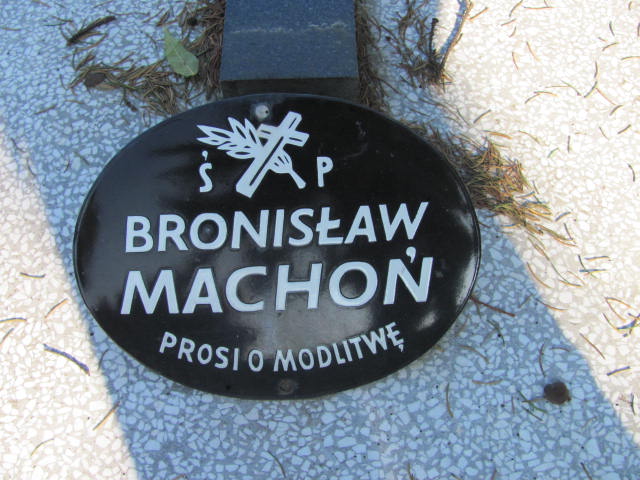 Ś P
BRONISŁAW
MACHOŃ
PROSI O MODLITWĘ